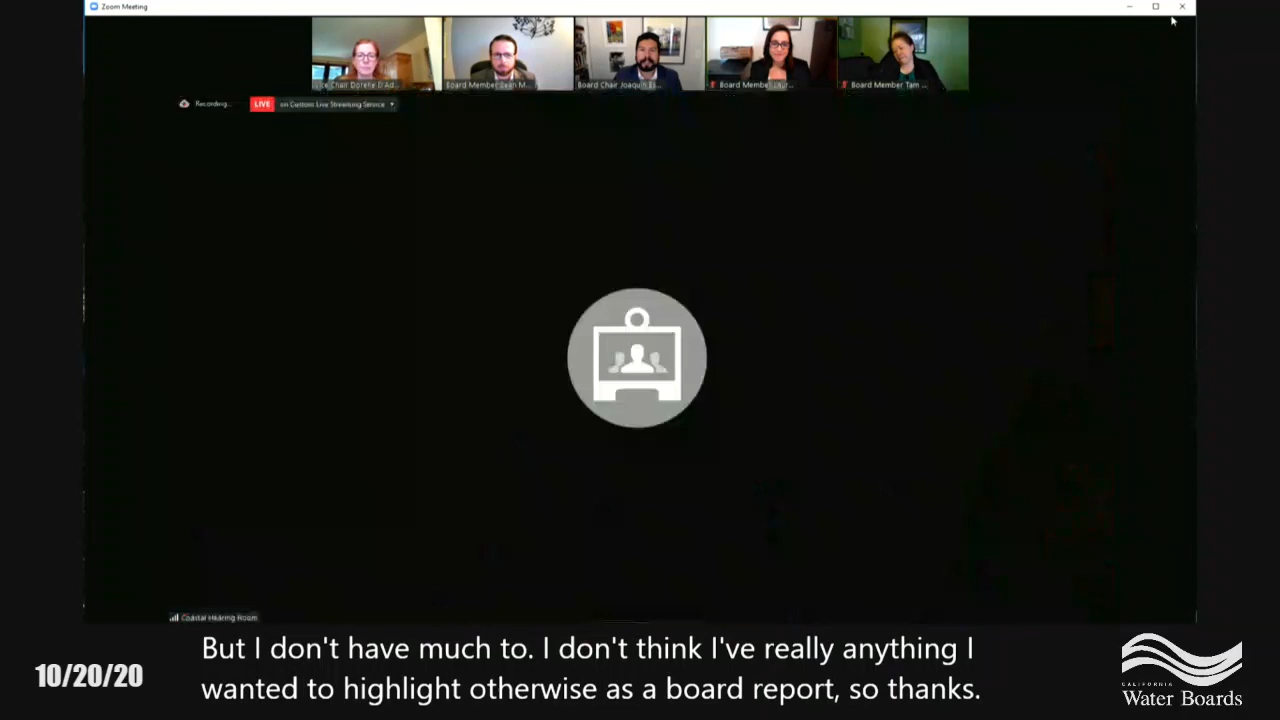 Zoom Meeting
Vice Chair Dorene D'Ad...
Board Member Sean M...
Board Chair Joaquin Es...
Board Member Laur...
Board Member Tam ...
Recording...
LIVE
on Custom Live Streaming Service
Coastal Hearing Room
But I don't have much to. I don't think I've really anything I
wanted to highlight otherwise as a board report, so thanks.
10/20/20
CALIFORNIA
Water Boards